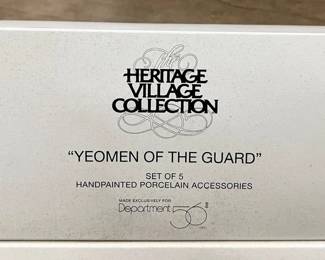 The
HERITAGE
VILLAGE
COLLECTION
"YEOMEN OF THE GUARD"
SET OF 5
HANDPAINTED PORCELAIN ACCESSORIES
MADE EXCLUSIVELY FOR
Department 56